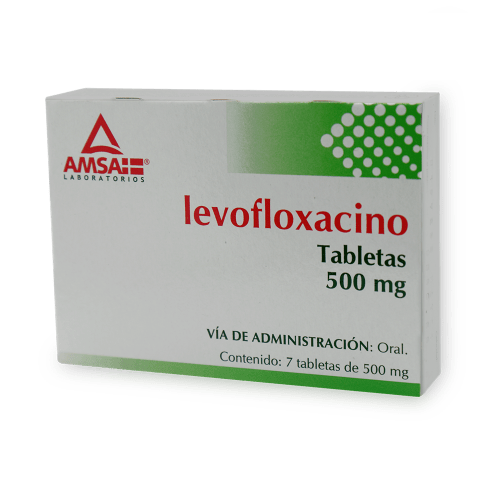 AMSA®
LABORATORIOS
levofloxacino
Tabletas
500 mg
VÍA DE ADMINISTRACIÓN: Oral.
Contenido: 7 tabletas de 500 mg